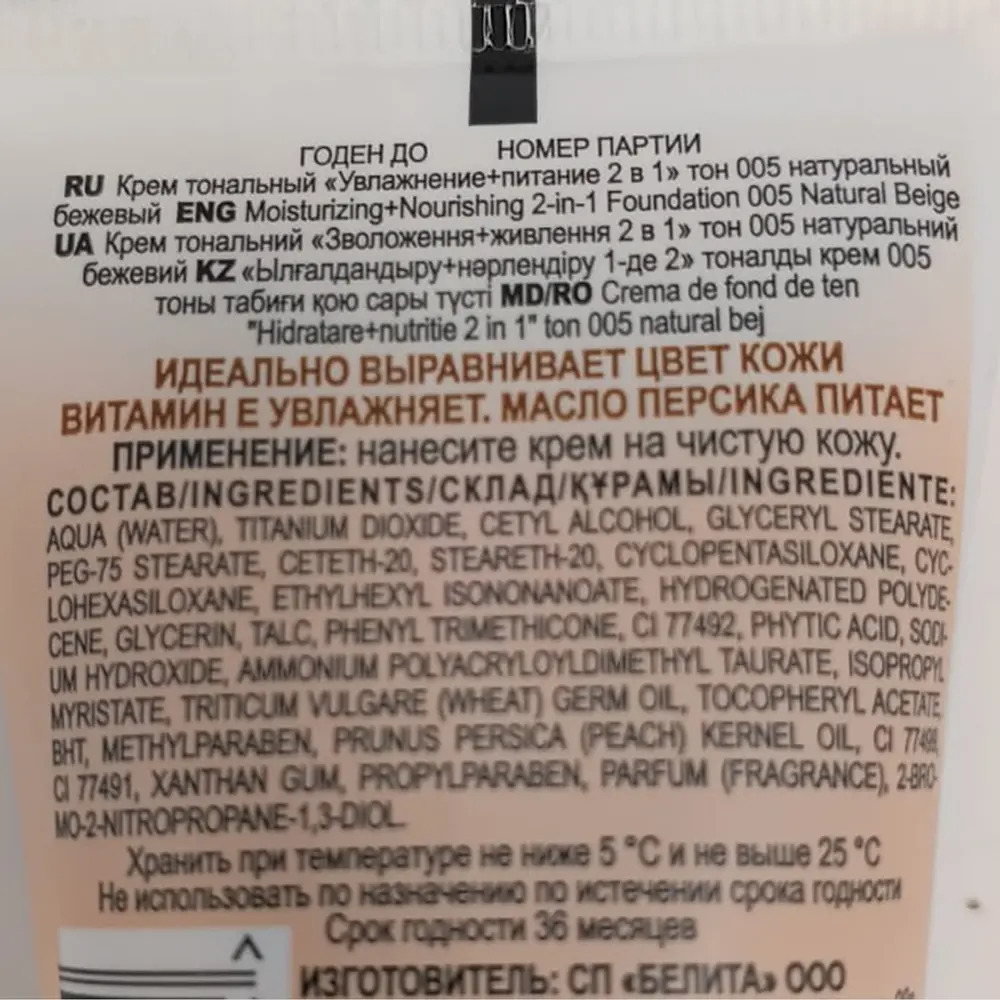 ГОДЕН ДО НОМЕР ПАРТИИ
RU Крем тональный «Увлажнение+питание 2 в 1» тон 005 натуральный
бежевый ENG Moisturizing+Nourishing 2-in-1 Foundation 005 Natural Beige
UA Крем тональний «Зволоження+живлення 2 в 1» тон 005 натуральний
бежевий KZ «Ылғалдандыру+нәрлендіру 1-де 2» тоналды крем 005
тоны табиғи қою сары түсті MD/RO Crema de fond de ten
"Hidratare+nutritie 2 in 1" ton 005 natural bej
ИДЕАЛЬНО ВЫРАВНИВАЕТ ЦВЕТ КОЖИ
ВИТАМИН Е УВЛАЖНЯЕТ. МАСЛО ПЕРСИКА ПИТАЕТ
ПРИМЕНЕНИЕ: нанесите крем на чистую кожу.
СОСТАВ/INGREDIENTS/СКЛАД/ҚҰРАМЫ/INGREDIENTE:
AQUA (WATER), TITANIUM DIOXIDE, CETYL ALCOHOL, GLYCERYL STEARATE,
PEG-75 STEARATE, CETETH-20, STEARETH-20, CYCLOPENTASILOXANE, CYC-
LOHEXASILOXANE, ETHYLHEXYL ISONONANOATE, HYDROGENATED POLYDE-
CENE, GLYCERIN, TALC, PHENYL TRIMETHICONE, CI 77492, PHYTIC ACID, SODI-
UM HYDROXIDE, AMMONIUM POLYACRYLOYLDIMETHYL TAURATE, ISOPROPYL
MYRISTATE, TRITICUM VULGARE (WHEAT) GERM OIL, TOCOPHERYL ACETATE,
BHT, METHYLPARABEN, PRUNUS PERSICA (PEACH) KERNEL OIL, CI 77499,
CI 77491, XANTHAN GUM, PROPYLPARABEN, PARFUM (FRAGRANCE), 2-BRO-
MO-2-NITROPROPANE-1,3-DIOL.
Хранить при температуре не ниже 5 °C и не выше 25 °C
Не использовать по назначению по истечении срока годности
Срок годности 36 месяцев
ИЗГОТОВИТЕЛЬ: СП «БЕЛИТА» ООО